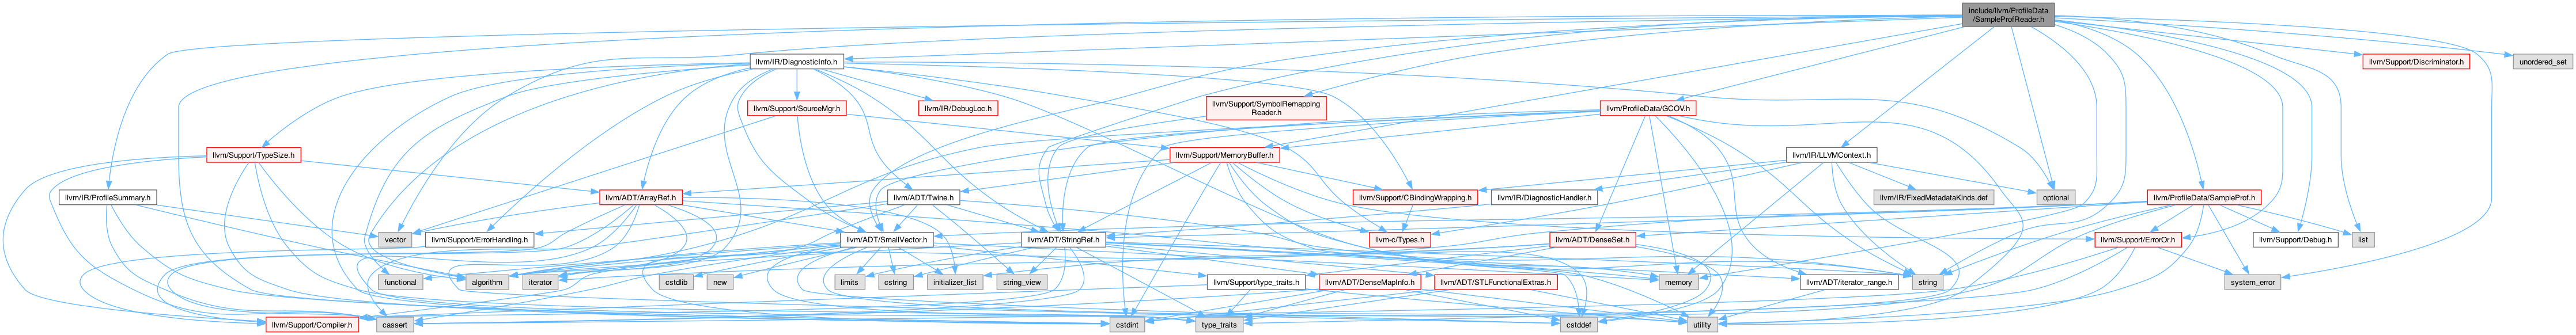 include/llvm/ProfileData
/SampleProfReader.h
llvm/IR/DiagnosticInfo.h
unordered_set
llvm/Support/Discriminator.h
llvm/Support/SourceMgr.h
llvm/IR/DebugLoc.h
llvm/Support/SymbolRemapping
Reader.h
llvm/ProfileData/GCOV.h
llvm/Support/TypeSize.h
llvm/Support/MemoryBuffer.h
llvm/IR/LLVMContext.h
llvm/IR/ProfileSummary.h
llvm/ADT/ArrayRef.h
llvm/ADT/Twine.h
llvm/Support/CBindingWrapping.h
llvm/IR/DiagnosticHandler.h
llvm/IR/FixedMetadataKinds.def
optional
llvm/ProfileData/SampleProf.h
vector
llvm/Support/ErrorHandling.h
llvm/ADT/SmallVector.h
llvm/ADT/StringRef.h
llvm-c/Types.h
llvm/ADT/DenseSet.h
llvm/Support/ErrorOr.h
llvm/Support/Debug.h
list
functional
algorithm
iterator
cstdlib
new
limits
cstring
initializer_list
string_view
llvm/Support/type_traits.h
llvm/ADT/DenseMapInfo.h
llvm/ADT/STLFunctionalExtras.h
memory
llvm/ADT/iterator_range.h
string
system_error
llvm/Support/Compiler.h
cassert
cstdint
type_traits
cstddef
utility